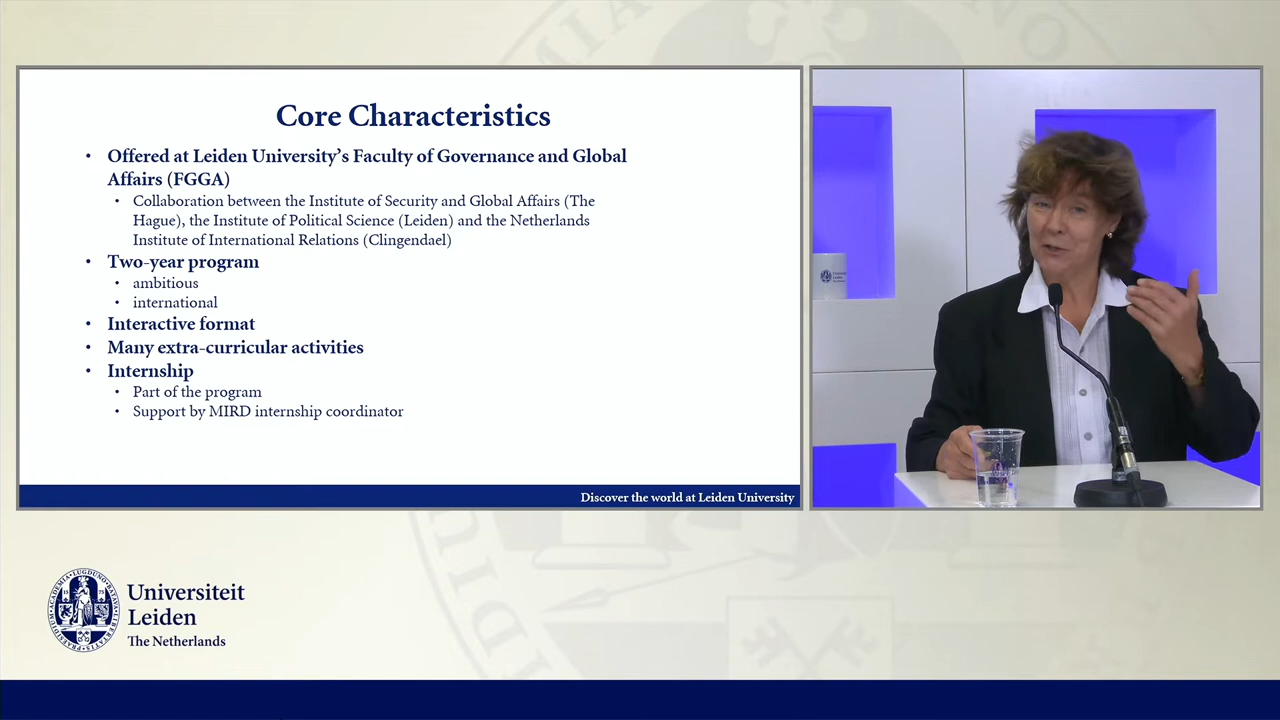 Core Characteristics
• Offered at Leiden University’s Faculty of Governance and Global
Affairs (FGGA)
• Collaboration between the Institute of Security and Global Affairs (The
Hague), the Institute of Political Science (Leiden) and the Netherlands
Institute of International Relations (Clingendael)
• Two-year program
• ambitious
• international
• Interactive format
• Many extra-curricular activities
• Internship
• Part of the program
• Support by MIRD internship coordinator
Discover the world at Leiden University
Universiteit
Leiden
The Netherlands